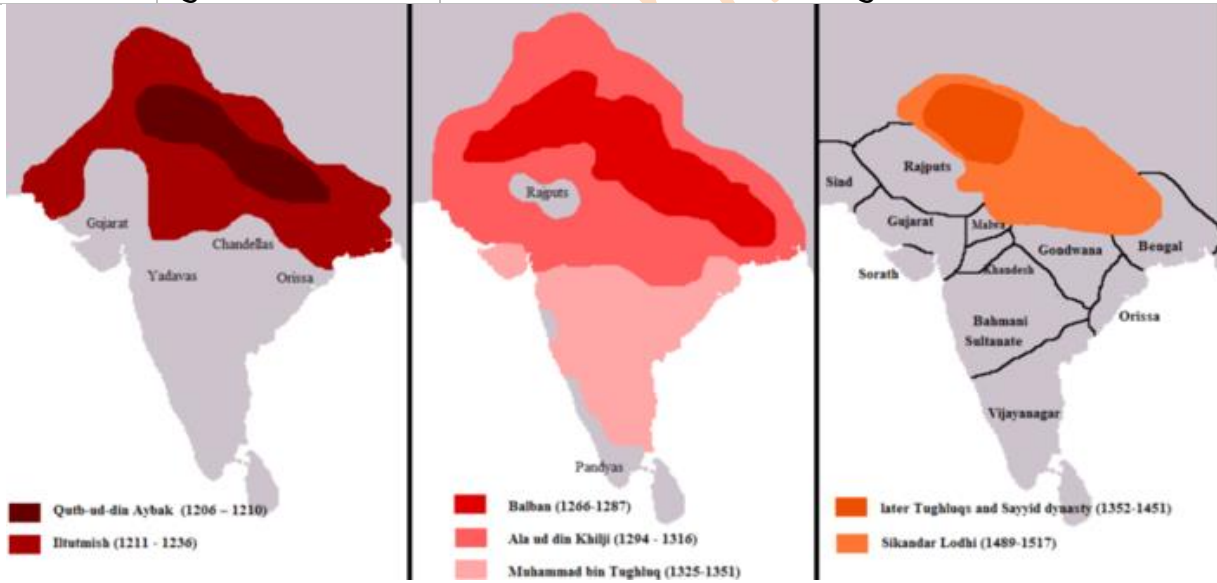 Gujarat
Chandellas
Yadavas
Orissa
Qutb-ud-din Aybak (1206 – 1210)
Iltutmish (1211 - 1236)
Rajputs
Pandyas
Balban (1266-1287)
Ala ud din Khilji (1294 - 1316)
Muhammad bin Tughluq (1325-1351)
Rajputs
Sind
Gujarat
Malwa
Gondwana
Bengal
Sorath
Khandesh
Orissa
Bahmani
Sultanate
Vijayanagar
later Tughluqs and Sayyid dynasty (1352-1451)
Sikandar Lodhi (1489-1517)